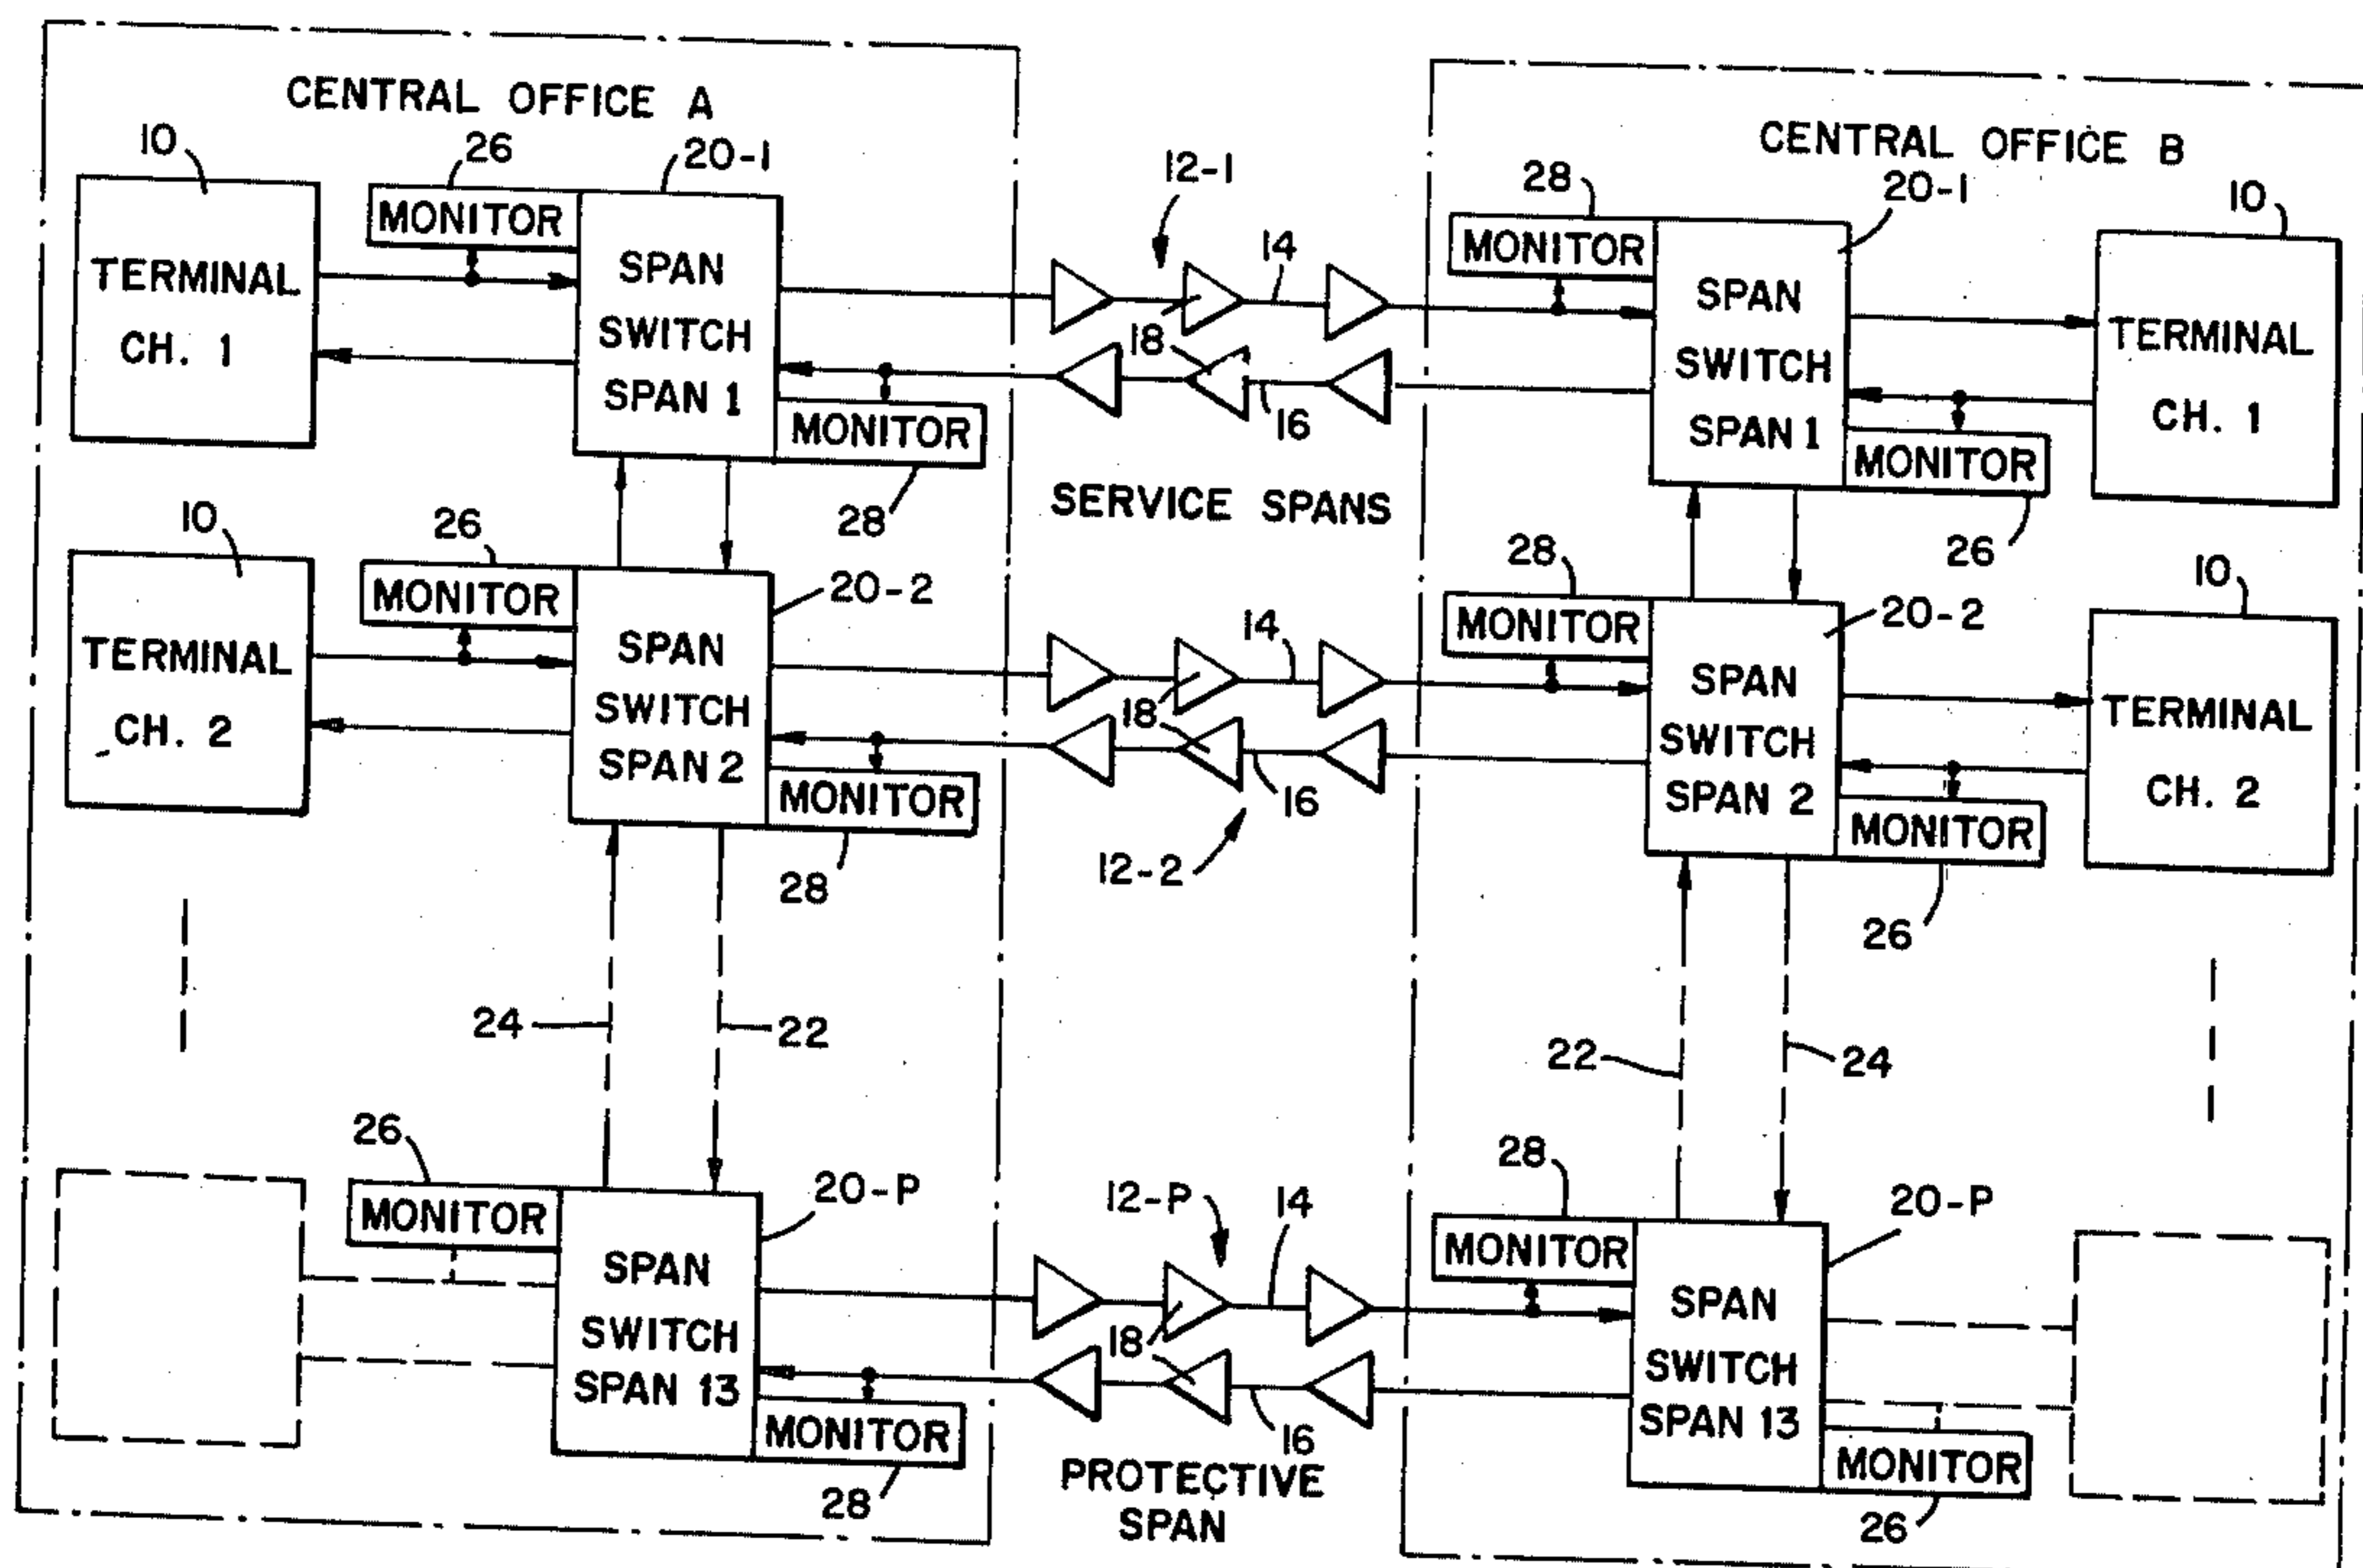 CENTRAL OFFICE A
CENTRAL OFFICE B
10
26
20-1
12-1
28
20-1
10
MONITOR
14
MONITOR
TERMINAL
CH. 1
SPAN
SWITCH
SPAN 1
18
SPAN
SWITCH
SPAN 1
TERMINAL
CH. 1
MONITOR
16
MONITOR
28
SERVICE SPANS
26
10
26
20-2
28
20-2
10
MONITOR
14
MONITOR
TERMINAL
CH. 2
SPAN
SWITCH
SPAN 2
18
SPAN
SWITCH
SPAN 2
TERMINAL
CH. 2
MONITOR
16
MONITOR
28
12-2
26
24
22
22
24
26
20-P
12-P
14
28
20-P
MONITOR
MONITOR
SPAN
SWITCH
SPAN 13
18
SPAN
SWITCH
SPAN 13
MONITOR
16
MONITOR
28
PROTECTIVE
SPAN
26